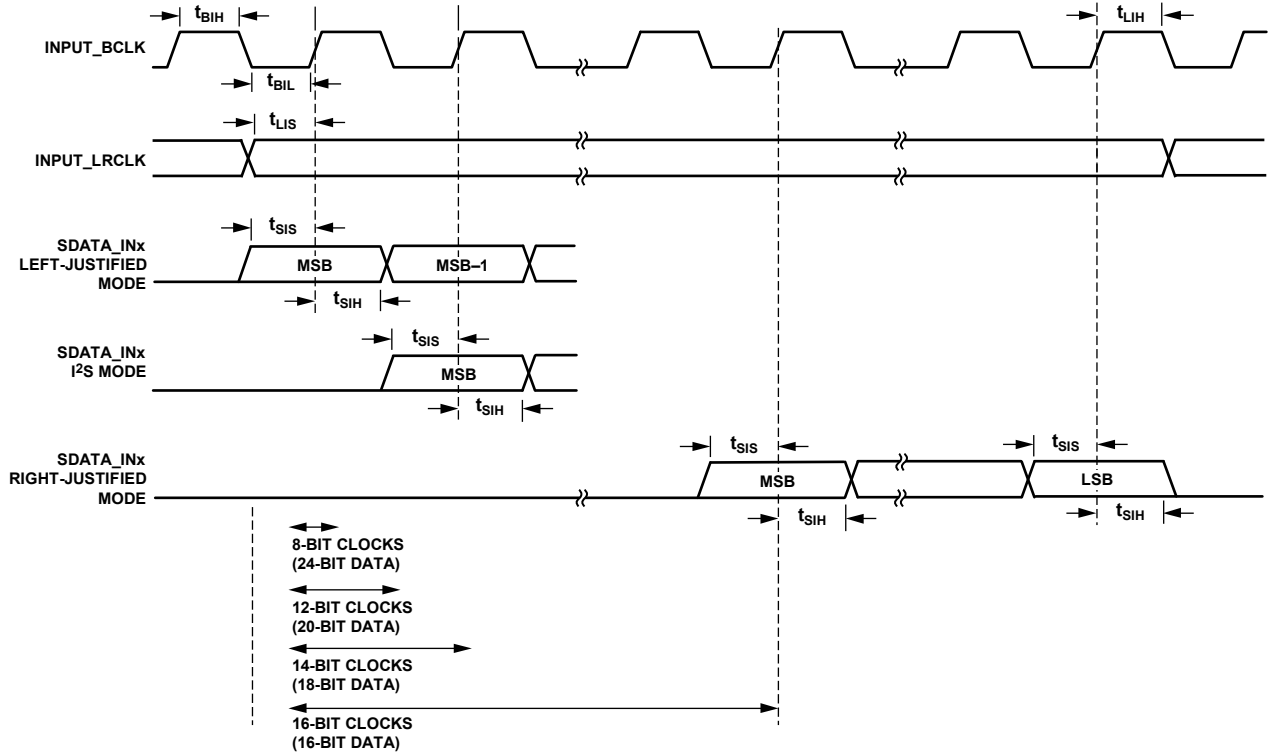 tBIH
tLIH
INPUT_BCLK
tBIL
tLIS
INPUT_LRCLK
tSIS
SDATA_INx
LEFT-JUSTIFIED
MODE
MSB
MSB–1
tSIH
tSIS
SDATA_INx
I²S MODE
MSB
tSIH
tSIS
tSIS
SDATA_INx
RIGHT-JUSTIFIED
MODE
MSB
LSB
tSIH
tSIH
8-BIT CLOCKS
(24-BIT DATA)
12-BIT CLOCKS
(20-BIT DATA)
14-BIT CLOCKS
(18-BIT DATA)
16-BIT CLOCKS
(16-BIT DATA)